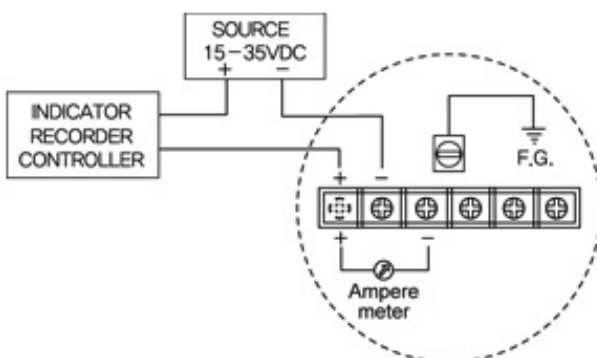 SOURCE
15-35VDC
+ -
INDICATOR
RECORDER
CONTROLLER
F.G.
+ -
+ -
Ampere
meter